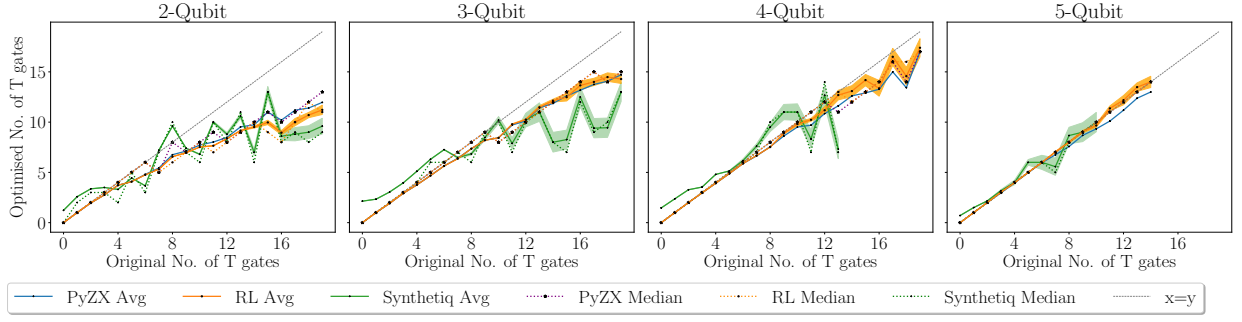 2-Qubit 3-Qubit 4-Qubit 5-Qubit
Optimised No. of T gates
15
10
5
0
0 4 8 12 16 0 4 8 12 16 0 4 8 12 16 0 4 8 12 16
Original No. of T gates Original No. of T gates Original No. of T gates Original No. of T gates
PyZX Avg RL Avg Synthetiq Avg PyZX Median RL Median Synthetiq Median x=y